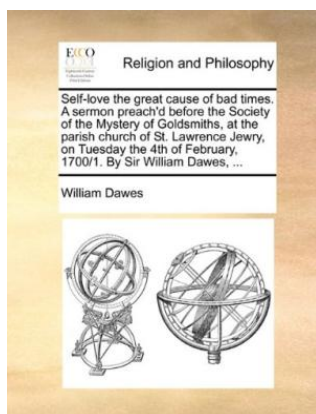 ECCO
Religion and Philosophy
Self-love the great cause of bad times.
A sermon preach'd before the Society
of the Mystery of Goldsmiths, at the
parish church of St. Lawrence Jewry,
on Tuesday the 4th of February,
1700/1. By Sir William Dawes, ...
William Dawes